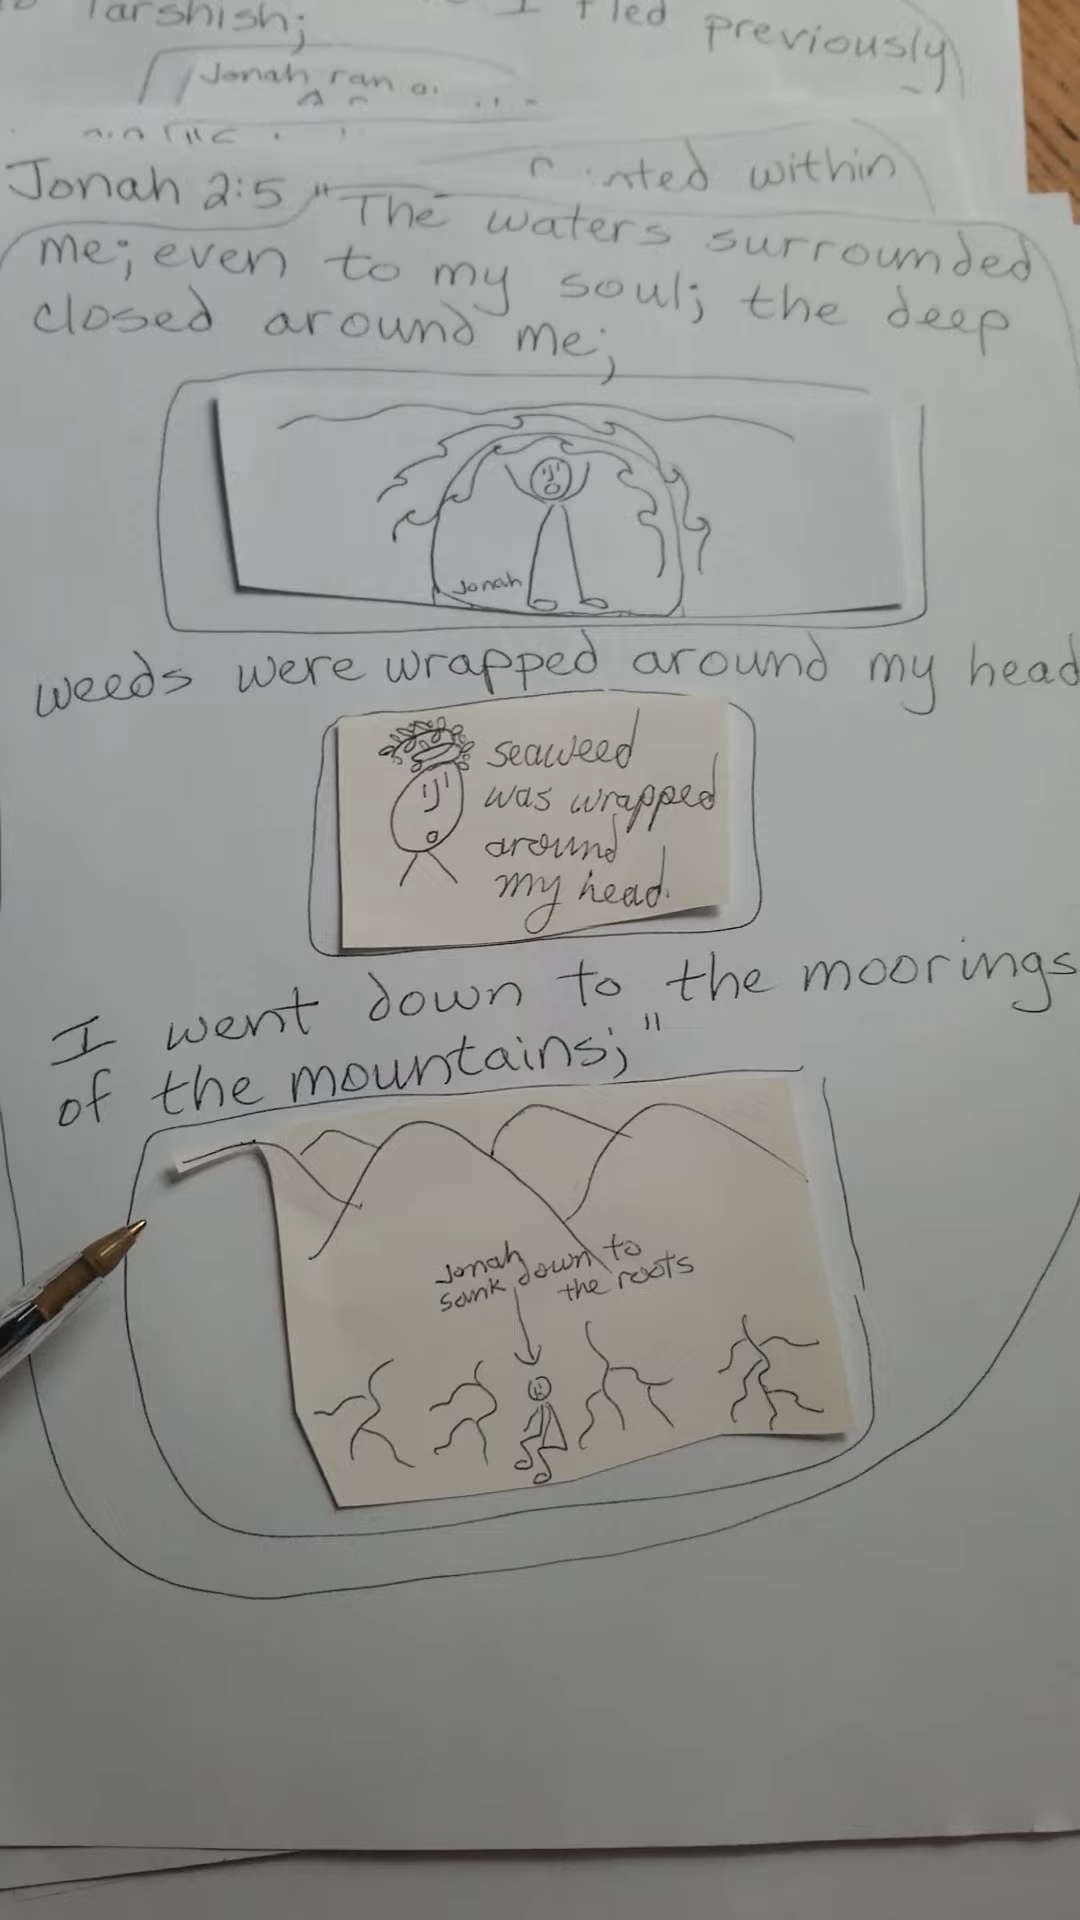 Tarshish;
I fled previously
Jonah ran
within
Jonah 2:5 "The waters surrounded
me; even to my soul; the deep
closed around me;
Jonah
weeds were wrapped around my head
seaweed
was wrapped
around
my head.
I went down to the moorings
of the mountains;"
Jonah
sank down to
the roots